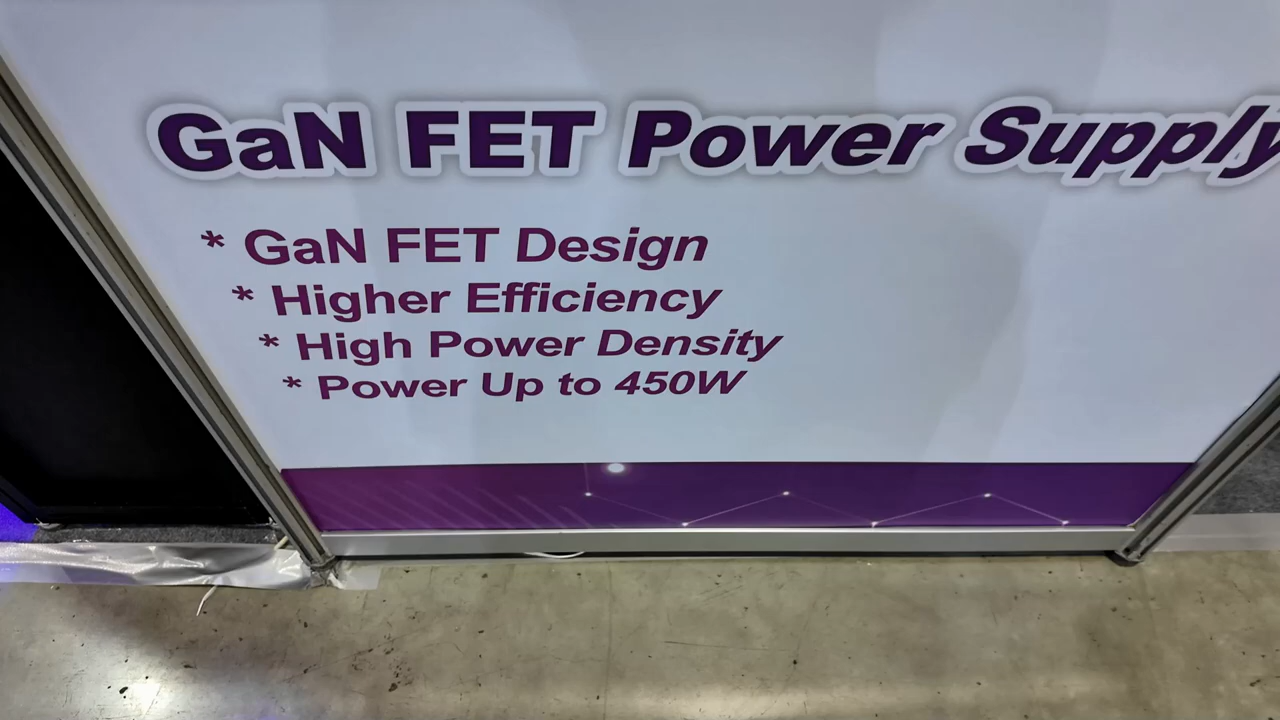 GaN FET Power Supply
* GaN FET Design
* Higher Efficiency
* High Power Density
* Power Up to 450W